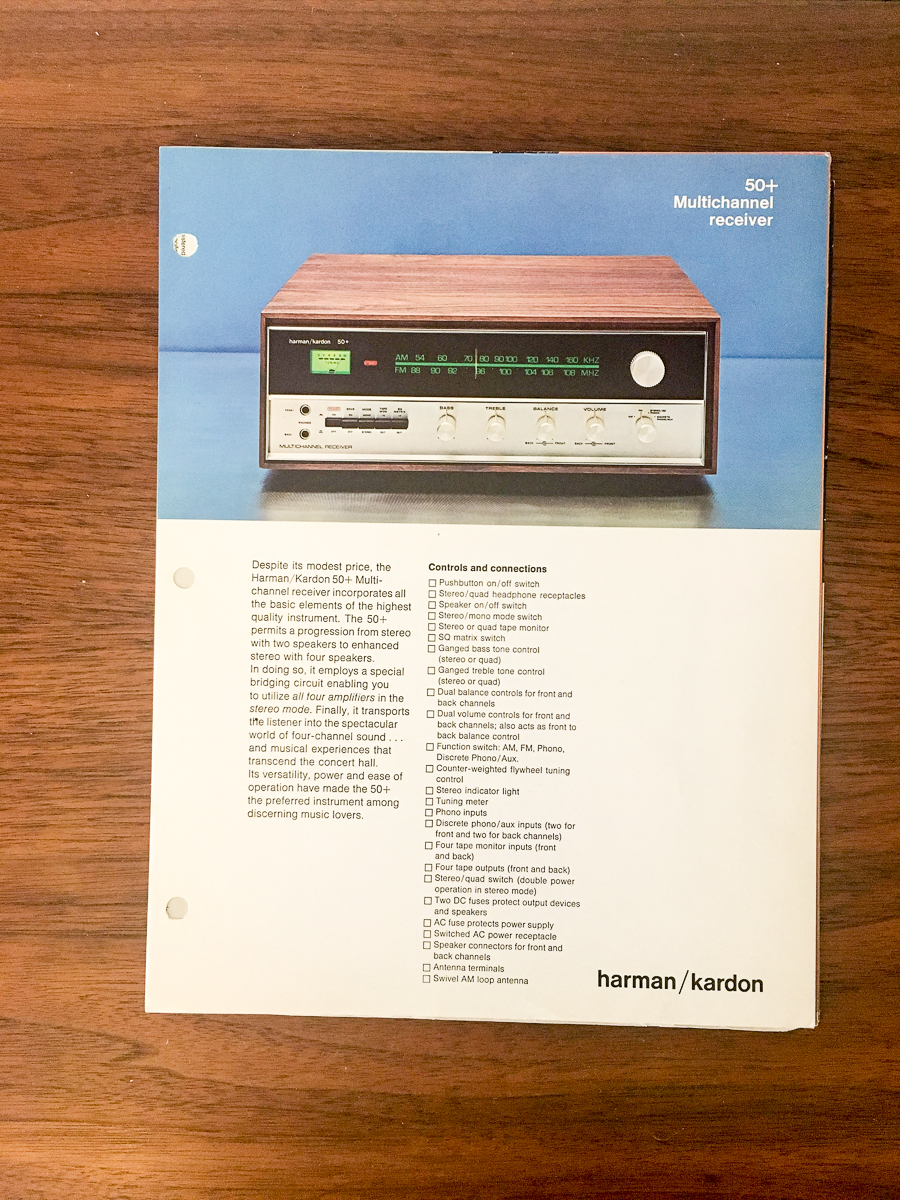 50+
Multichannel
receiver
harman/kardon 50+
AM 54 60 70 80 90 100 120 140 160 KHZ
FM 88 90 92 96 100 104 106 108 MHZ
BASS TREBLE BALANCE VOLUME
BACK FRONT BACK FRONT
MULTICHANNEL RECEIVER
Despite its modest price, the
Harman/Kardon 50+ Multi-
channel receiver incorporates all
the basic elements of the highest
quality instrument. The 50+
permits a progression from stereo
with two speakers to enhanced
stereo with four speakers.
In doing so, it employs a special
bridging circuit enabling you
to utilize all four amplifiers in the
stereo mode. Finally, it transports
the listener into the spectacular
world of four-channel sound . . .
and musical experiences that
transcend the concert hall.
Its versatility, power and ease of
operation have made the 50+
the preferred instrument among
discerning music lovers.
Controls and connections
Pushbutton on/off switch
Stereo/quad headphone receptacles
Speaker on/off switch
Stereo/mono mode switch
Stereo or quad tape monitor
SQ matrix switch
Ganged bass tone control
(stereo or quad)
Ganged treble tone control
(stereo or quad)
Dual balance controls for front and
back channels
Dual volume controls for front and
back channels; also acts as front to
back balance control
Function switch: AM, FM, Phono,
Discrete Phono/Aux.
Counter-weighted flywheel tuning
control
Stereo indicator light
Tuning meter
Phono inputs
Discrete phono/aux inputs (two for
front and two for back channels)
Four tape monitor inputs (front
and back)
Four tape outputs (front and back)
Stereo/quad switch (double power
operation in stereo mode)
Two DC fuses protect output devices
and speakers
AC fuse protects power supply
Switched AC power receptacle
Speaker connectors for front and
back channels
Antenna terminals
Swivel AM loop antenna
harman/kardon